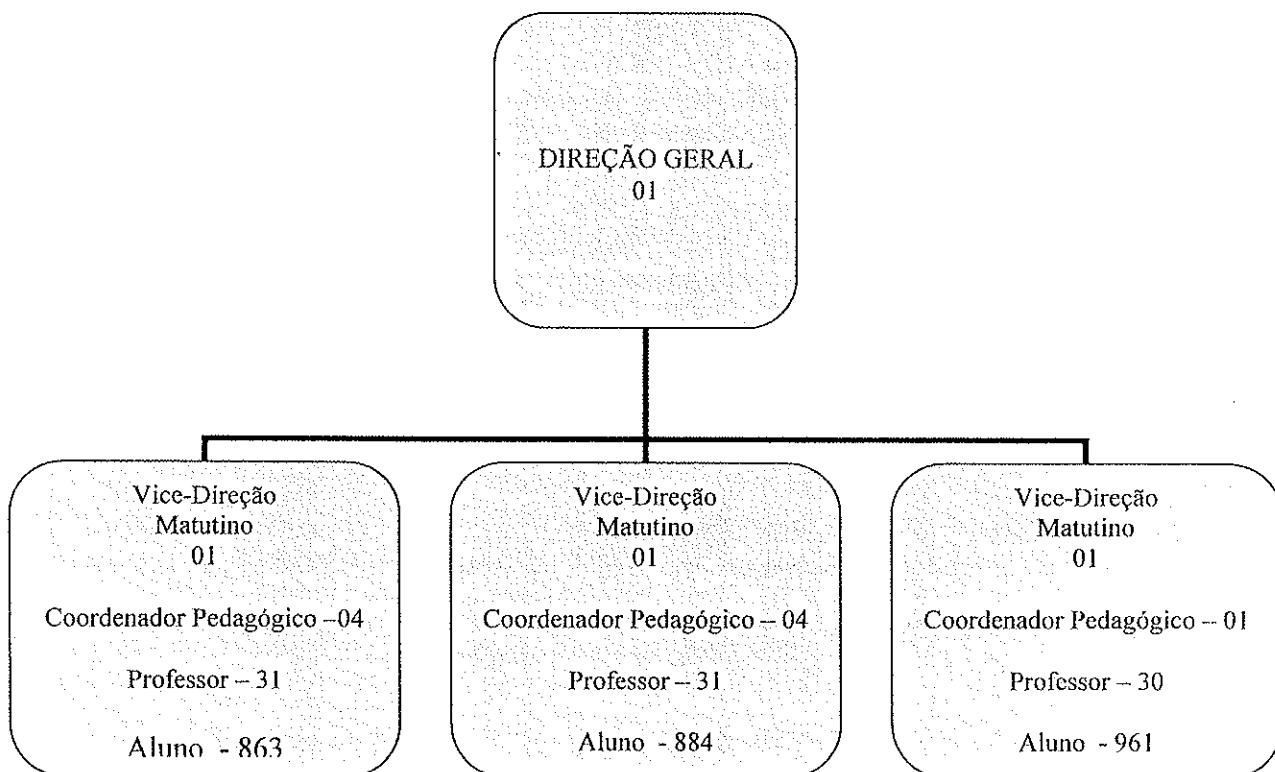 DIREÇÃO GERAL
01
Vice-Direção
Matutino
01
Coordenador Pedagógico –04
Professor – 31
Aluno - 863
Vice-Direção
Matutino
01
Coordenador Pedagógico – 04
Professor – 31
Aluno - 884
Vice-Direção
Matutino
01
Coordenador Pedagógico – 01
Professor – 30
Aluno - 961